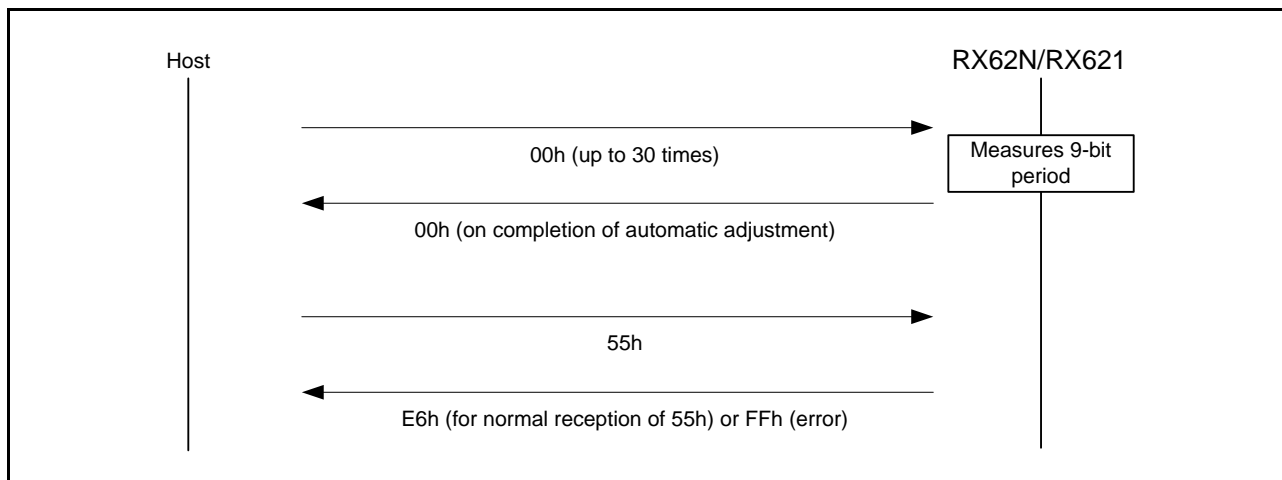 Host
RX62N/RX621
00h (up to 30 times)
Measures 9-bit
period
00h (on completion of automatic adjustment)
55h
E6h (for normal reception of 55h) or FFh (error)